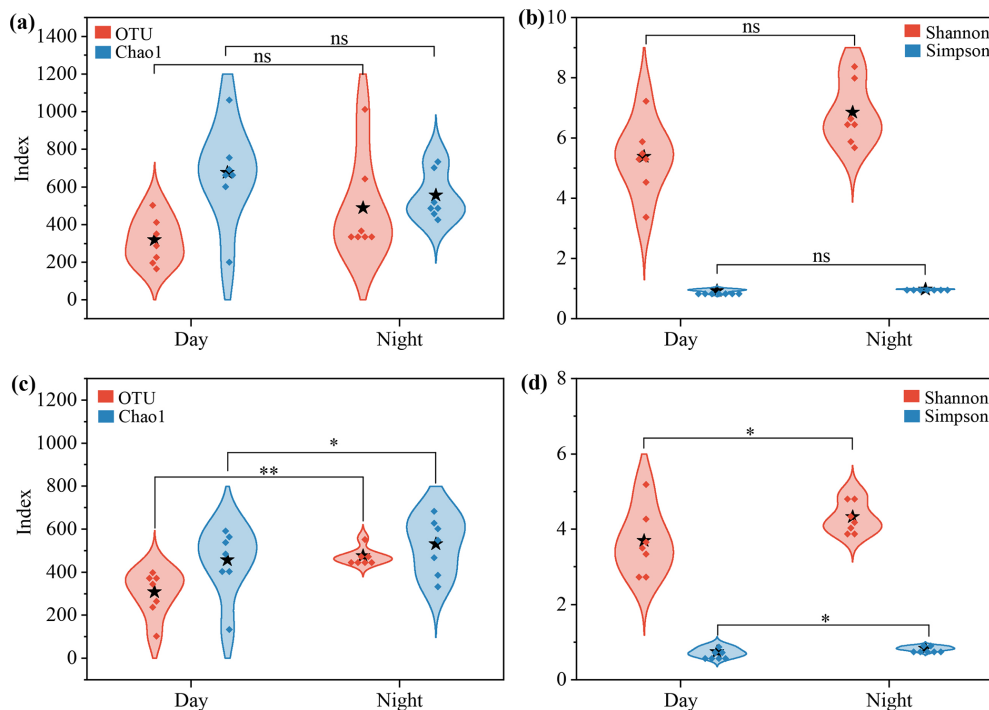 (a)
OTU
Chao1
ns
ns
Index
1400
1200
1000
800
600
400
200
0
Day
Night
(b)
Shannon
Simpson
ns
ns
10
8
6
4
2
0
Day
Night
(c)
OTU
Chao1
*
**
Index
1200
1000
800
600
400
200
0
Day
Night
(d)
Shannon
Simpson
*
*
8
6
4
2
0
Day
Night